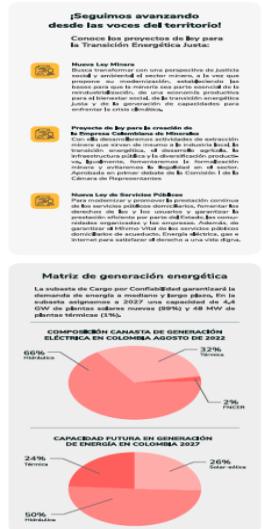 ¡Seguimos avanzando
desde las voces del territorio!
Conoce los proyectos de ley para
la Transición Energética Justa:
Nueva Ley Minera
Busca transformar con una perspectiva de justicia
social y ambiental el sector minero, a la vez que
propone su modernización, estableciendo las
bases para que la minería sea parte esencial de la
reindustrialización, de una economía productiva
para el bienestar social, de la transición energética
justa y de la generación de capacidades para
enfrentar la crisis climática.
Proyecto de ley para la creación de
la Empresa Colombiana de Minerales
Con ella desarrollaremos actividades de extracción
minera que sirven de insumo a la industria local, la
transición energética, el desarrollo agrícola, la
infraestructura pública y la diversificación producti-
va. Igualmente, fomentaremos la formalización
minera y evitaremos la ilegalidad en el sector.
Aprobada en primer debate de la Comisión I de la
Cámara de Representantes.
Nueva Ley de Servicios Públicos
Para modernizar y promover la prestación continua
de los servicios públicos domiciliarios, fomentar los
derechos de los y los usuarios y garantizar la
prestación eficiente por parte del Estado, las comu-
nidades organizadas y las empresas. Además, de
garantizar el Mínimo Vital de los servicios públicos
domiciliarios de acueducto, Energía eléctrica, gas e
internet para satisfacer el derecho a una vida digna.
Matriz de generación energética
La subasta de Cargo por Confiabilidad garantizará la
demanda de energía a mediano y largo plazo. En la
subasta asignamos a 2027 una capacidad de 4,4
GW de plantas solares nuevas (99%) y 48 MW de
plantas térmicas (1%).
COMPOSICIÓN CANASTA DE GENERACIÓN
ELÉCTRICA EN COLOMBIA AGOSTO DE 2022
66%
Hidráulica
32%
Térmica
2%
FNCER
CAPACIDAD FUTURA EN GENERACIÓN
DE ENERGÍA EN COLOMBIA 2027
24%
Térmica
26%
Solar-eólica
50%
Hidráulica